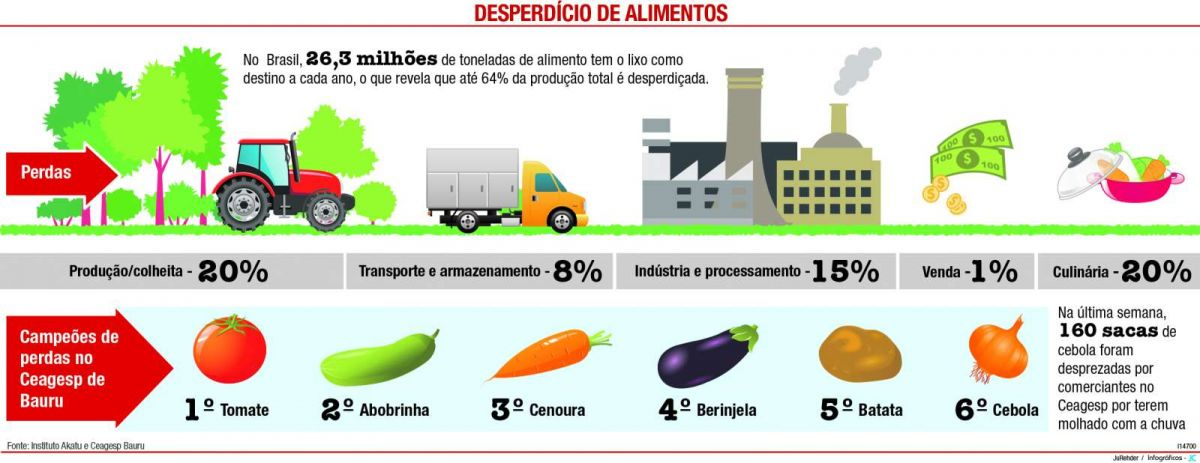 DESPERDÍCIO DE ALIMENTOS
No Brasil, 26,3 milhões de toneladas de alimento tem o lixo como
destino a cada ano, o que revela que até 64% da produção total é desperdiçada.
Perdas
100
100
Produção/colheita - 20%
Transporte e armazenamento - 8%
Indústria e processamento - 15%
Venda -1%
Culinária - 20%
Campeões de
perdas no
Ceagesp de
Bauru
1º Tomate
2º Abobrinha
3º Cenoura
4º Berinjela
5º Batata
6º Cebola
Na última semana,
160 sacas de
cebola foram
desprezadas por
comerciantes no
Ceagesp por terem
molhado com a chuva
Fonte: Instituto Akatu e Ceagesp Bauru
I14700
JuRehder / Infográficos - JC